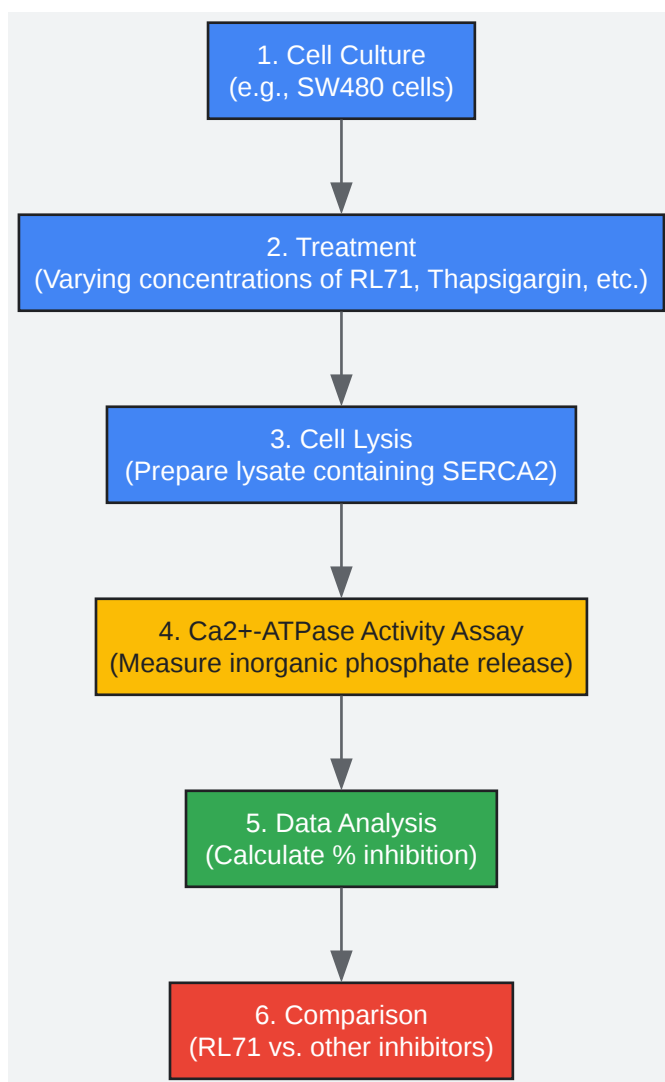 1. Cell Culture
(e.g., SW480 cells)
2. Treatment
(Varying concentrations of RL71, Thapsigargin, etc.)
3. Cell Lysis
(Prepare lysate containing SERCA2)
4. Ca2+-ATPase Activity Assay
(Measure inorganic phosphate release)
5. Data Analysis
(Calculate % inhibition)
6. Comparison
(RL71 vs. other inhibitors)